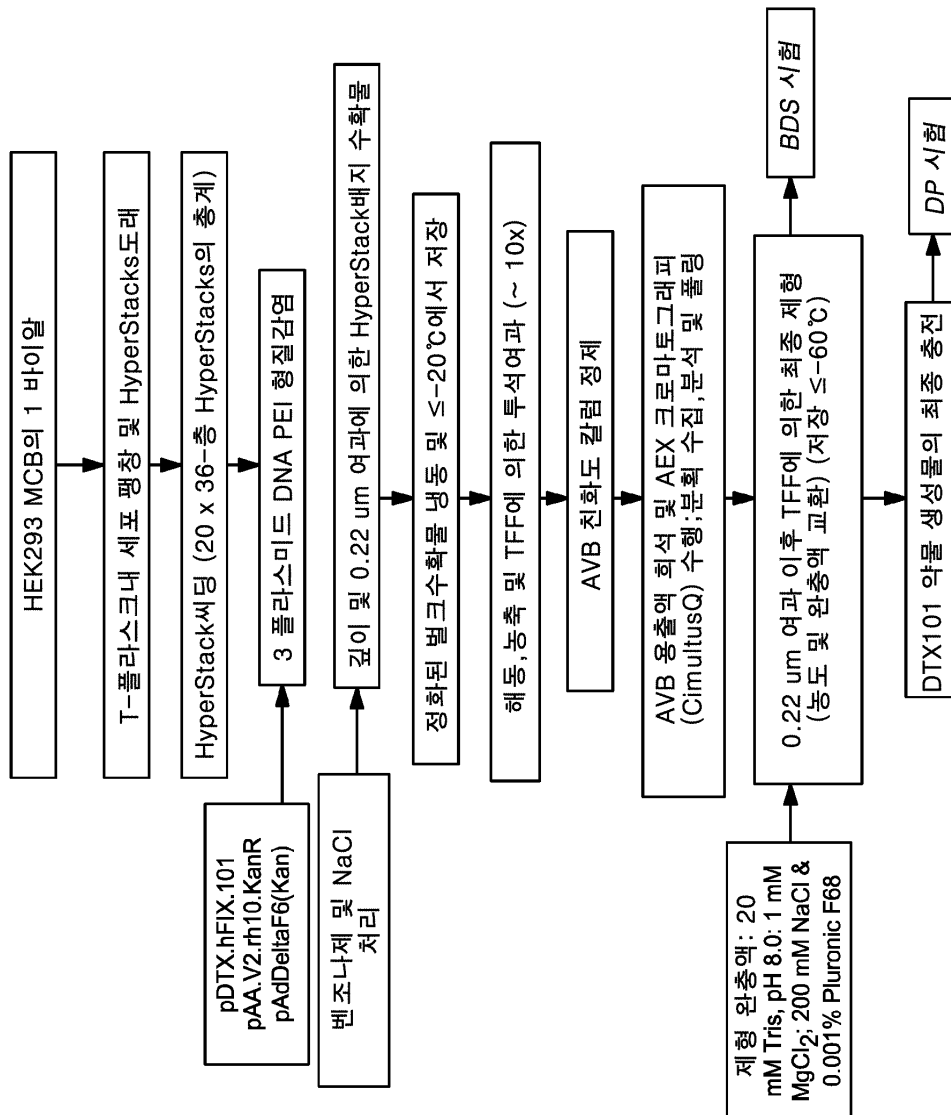 HEK293 MCB의 1 바이알
T-플라스크내 세포 팽창 및 HyperStacks도래
HyperStack씨딩 (20 x 36-층 HyperStacks의 총계)
pDTX.hFIX.101
pAA.V2.rh10.KanR
pAdDeltaF6(Kan)
3 플라스미드 DNA PEI 형질감염
벤조나제 및 NaCl
처리
깊이 및 0.22 um 여과에 의한 HyperStack배지 수확물
정화된 벌크수확물 냉동 및 ≤-20℃에서 저장
해동,농축 및 TFF에 의한 투석여과 (~ 10x)
AVB 친화도 칼럼 정제
AVB 용출액 희석 및 AEX 크로마토그래피
(CimultusQ) 수행;분획 수집,분석 및 풀링
제형 완충액: 20
mM Tris, pH 8.0: 1 mM
MgCl2; 200 mM NaCl &
0.001% Pluronic F68
0.22 um 여과 이후 TFF에 의한 최종 제형
(농도 및 완충액 교환) (저장 ≤-60℃)
BDS 시험
DTX101 약물 생성물의 최종 충전
DP 시험